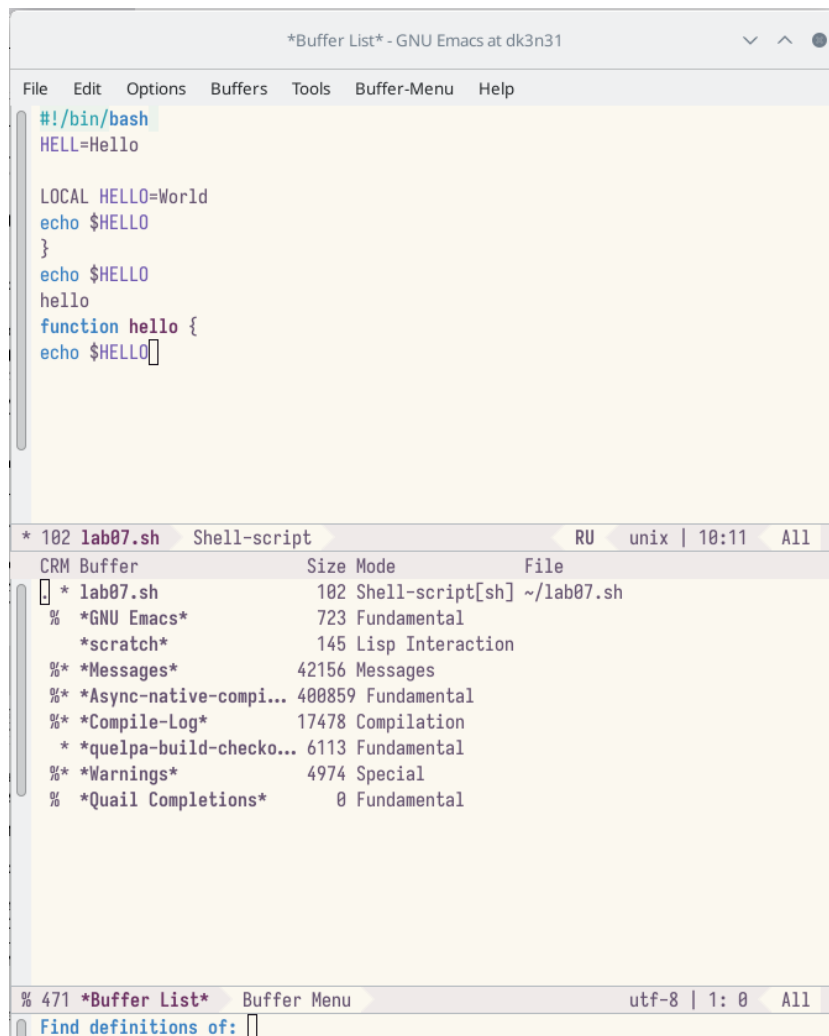 *Buffer List* - GNU Emacs at dk3n31
File Edit Options Buffers Tools Buffer-Menu Help
#!/bin/bash
HELL=Hello
LOCAL HELLO=World
echo $HELLO
}
echo $HELLO
hello
function hello {
echo $HELLO
* 102 lab07.sh Shell-script RU unix | 10:11 All
CRM Buffer Size Mode File
. * lab07.sh 102 Shell-script[sh] ~/lab07.sh
% *GNU Emacs* 723 Fundamental
*scratch* 145 Lisp Interaction
%* *Messages* 42156 Messages
%* *Async-native-compi... 400859 Fundamental
%* *Compile-Log* 17478 Compilation
* *quelpa-build-checko... 6113 Fundamental
%* *Warnings* 4974 Special
% *Quail Completions* 0 Fundamental
% 471 *Buffer List* Buffer Menu utf-8 | 1: 0 All
Find definitions of: